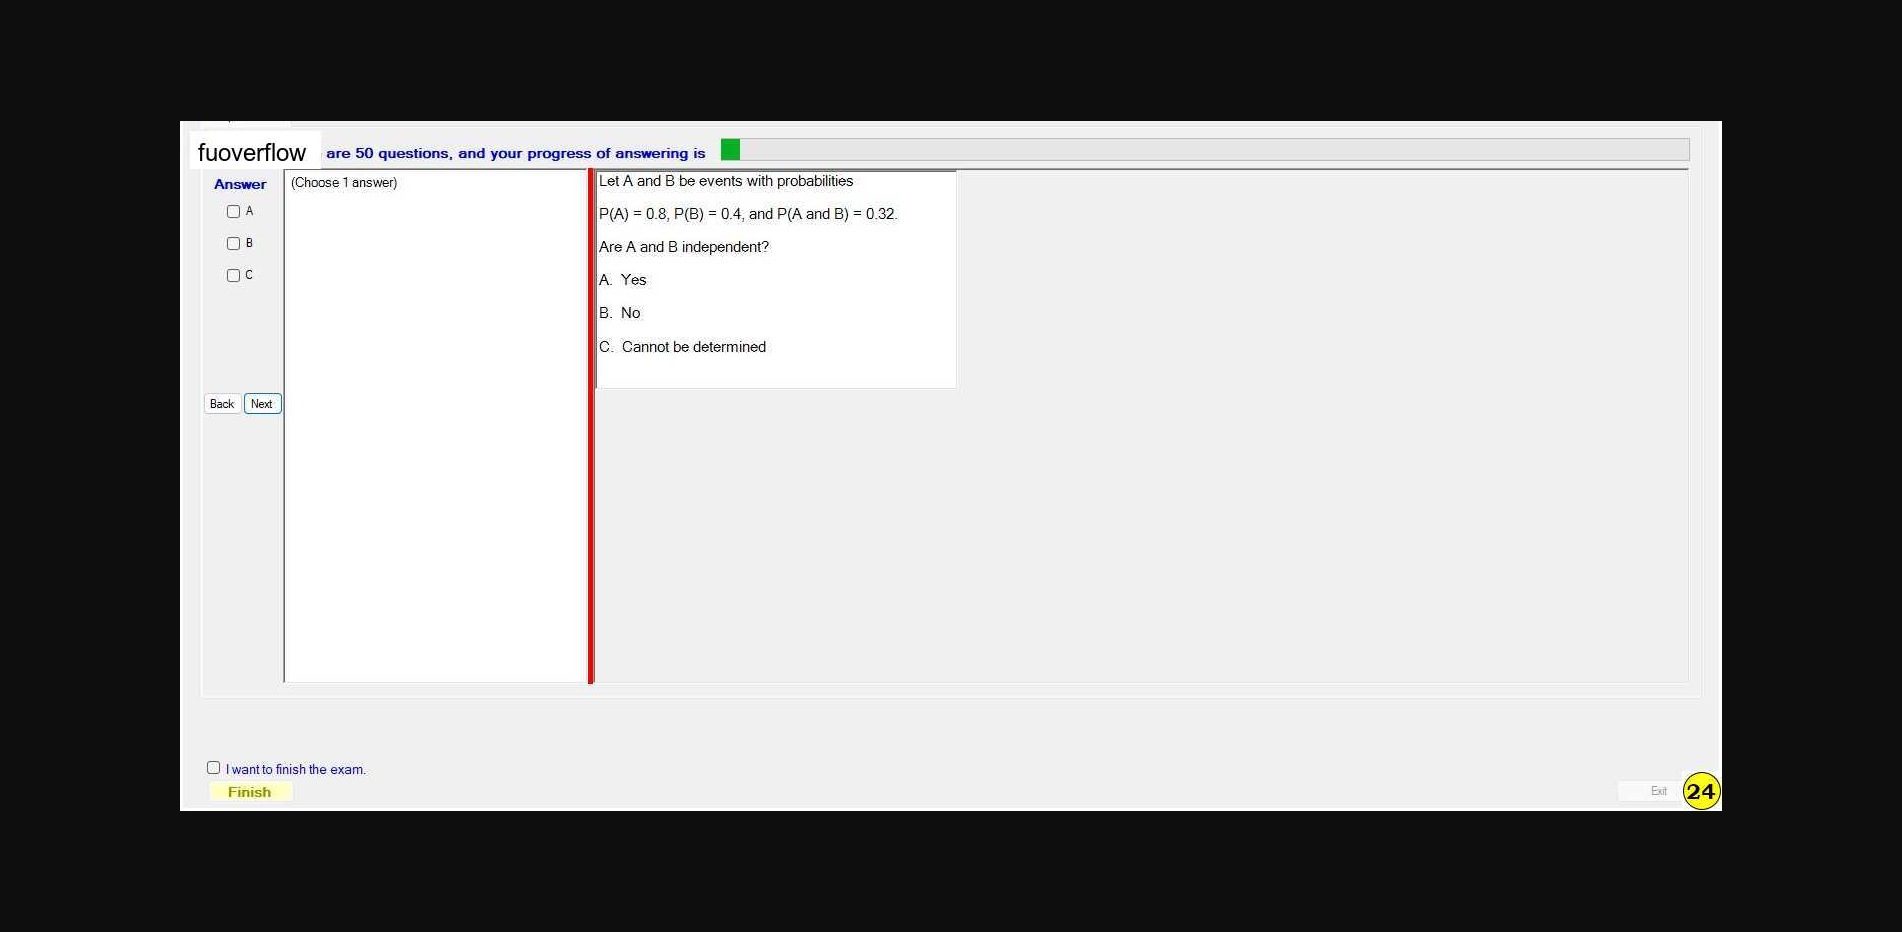 fuoverflow are 50 questions, and your progress of answering is
Answer
A
B
C
Back Next
(Choose 1 answer)
Let A and B be events with probabilities
P(A) = 0.8, P(B) = 0.4, and P(A and B) = 0.32.
Are A and B independent?
A. Yes
B. No
C. Cannot be determined
I want to finish the exam.
Finish
Exit
24